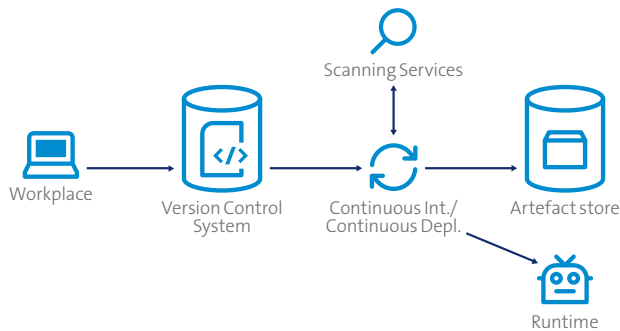 Scanning Services
Workplace
Version Control
System
Continuous Int./
Continuous Depl.
Artefact store
Runtime